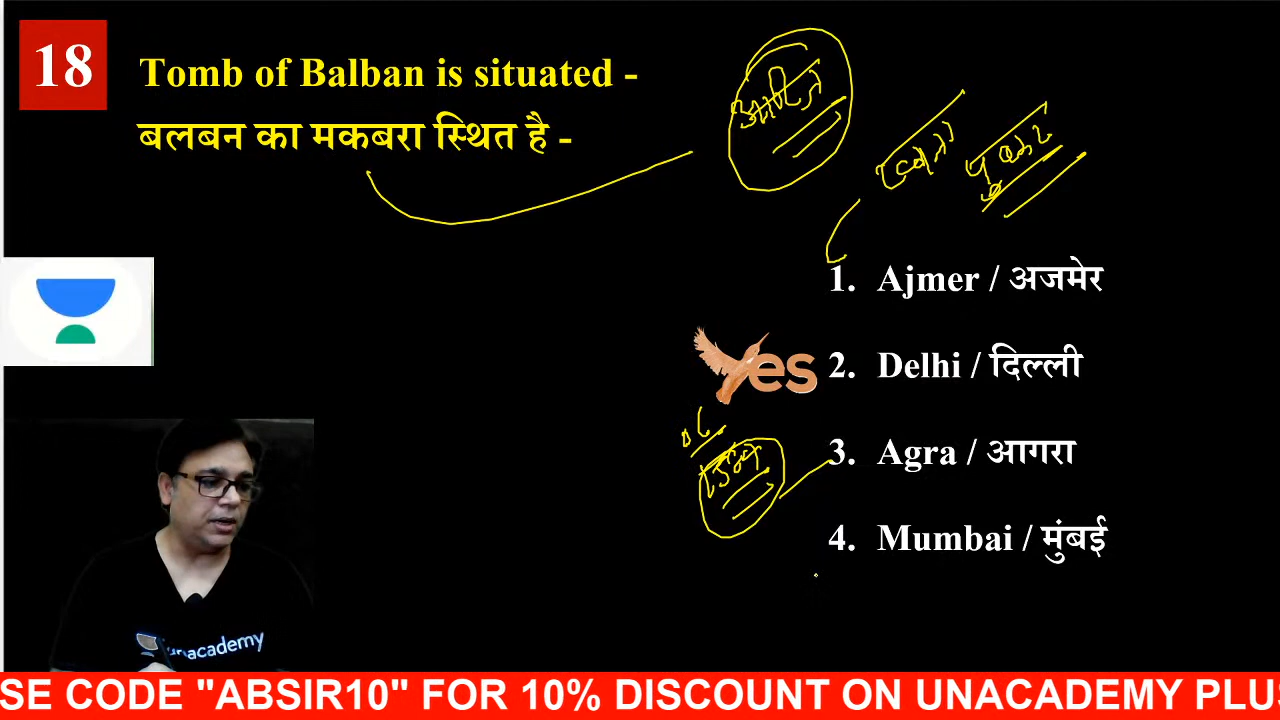 18
Tomb of Balban is situated -
बलबन का मकबरा स्थित है -
1. Ajmer / अजमेर
Yes 2. Delhi / दिल्ली
3. Agra / आगरा
4. Mumbai / मुंबई
unacademy
SE CODE "ABSIR10" FOR 10% DISCOUNT ON UNACADEMY PLU